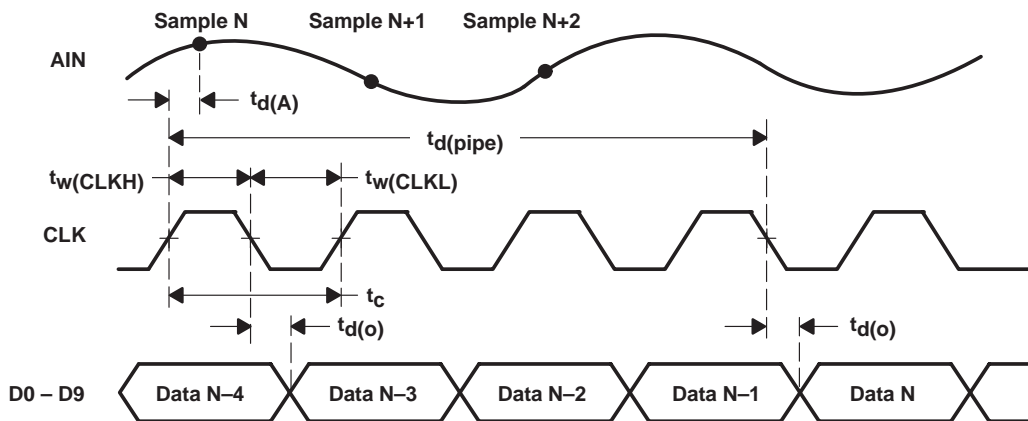 Sample N Sample N+1 Sample N+2
AIN
td(A)
td(pipe)
tw(CLKH) tw(CLKL)
CLK
tc
td(o) td(o)
D0 – D9 Data N–4 Data N–3 Data N–2 Data N–1 Data N